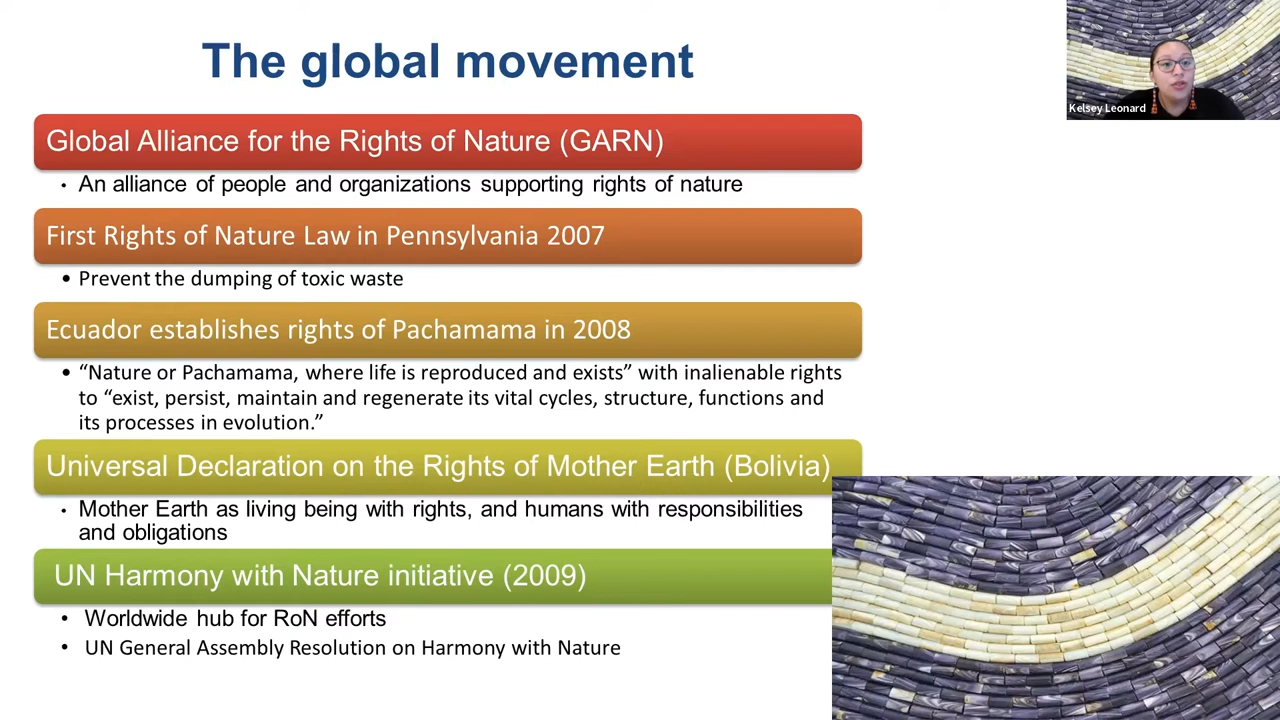 The global movement
Kelsey Leonard
Global Alliance for the Rights of Nature (GARN)
• An alliance of people and organizations supporting rights of nature
First Rights of Nature Law in Pennsylvania 2007
• Prevent the dumping of toxic waste
Ecuador establishes rights of Pachamama in 2008
• “Nature or Pachamama, where life is reproduced and exists” with inalienable rights
to “exist, persist, maintain and regenerate its vital cycles, structure, functions and
its processes in evolution.”
Universal Declaration on the Rights of Mother Earth (Bolivia)
• Mother Earth as living being with rights, and humans with responsibilities
and obligations
UN Harmony with Nature initiative (2009)
• Worldwide hub for RoN efforts
• UN General Assembly Resolution on Harmony with Nature